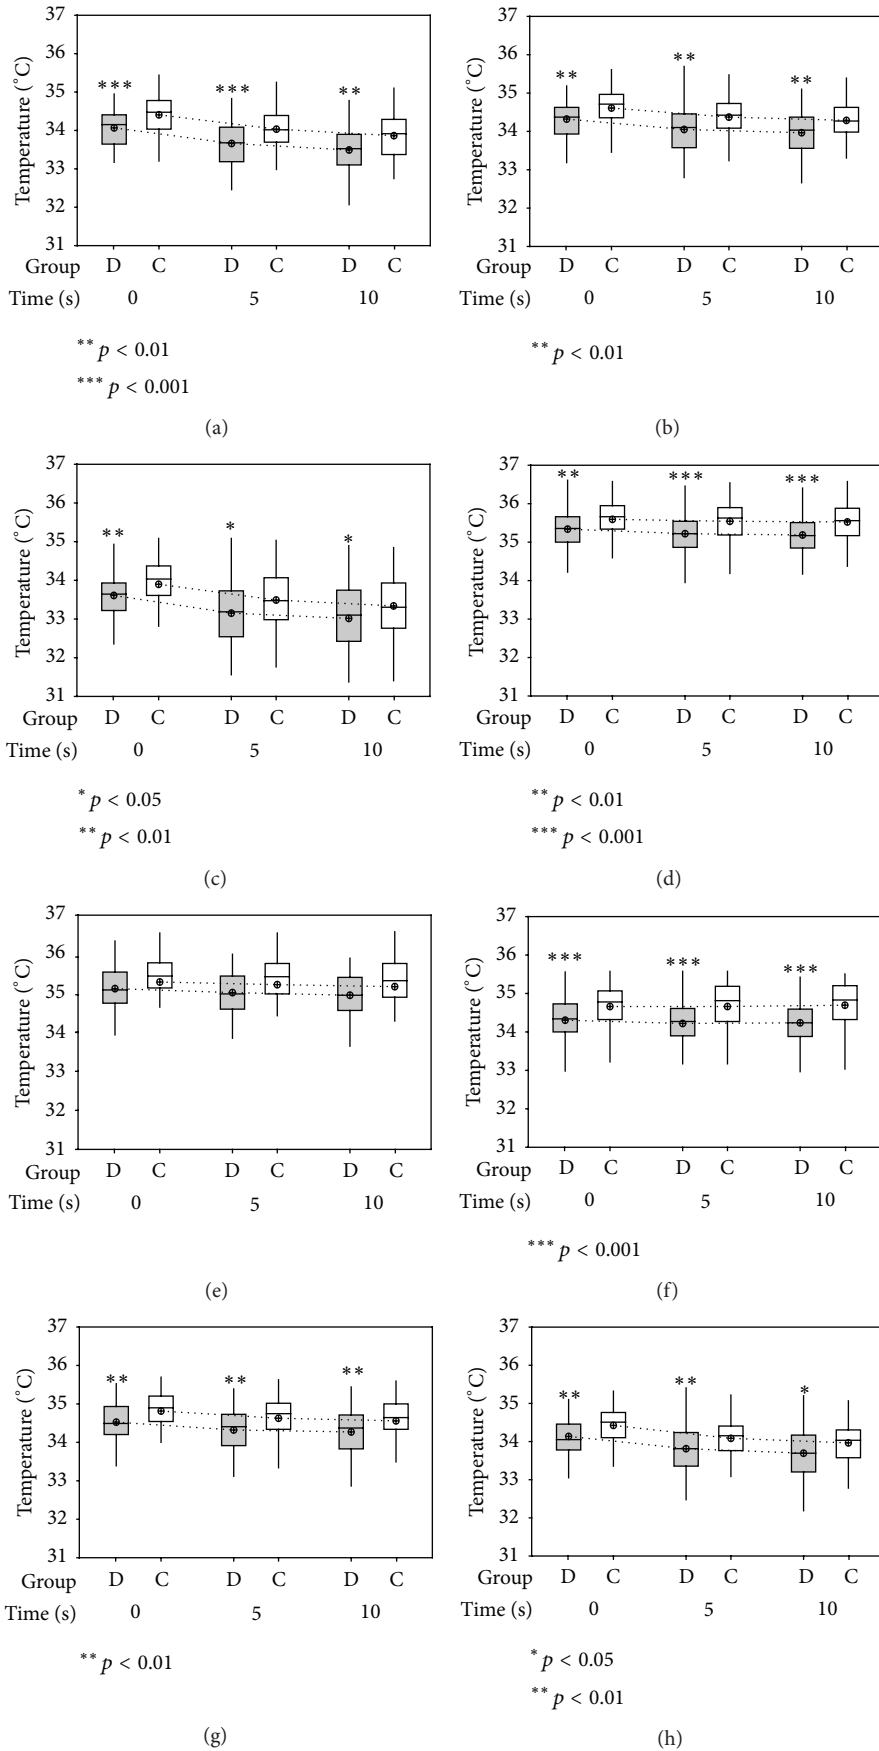 Temperature (°C)
37
36
35
34
33
32
31
*** *** **
Group D C D C D C
Time (s) 0 5 10
** p < 0.01
*** p < 0.001
(a)
Temperature (°C)
37
36
35
34
33
32
31
** ** **
Group D C D C D C
Time (s) 0 5 10
** p < 0.01
(b)
Temperature (°C)
37
36
35
34
33
32
31
** * *
Group D C D C D C
Time (s) 0 5 10
* p < 0.05
** p < 0.01
(c)
Temperature (°C)
37
36
35
34
33
32
31
** *** ***
Group D C D C D C
Time (s) 0 5 10
** p < 0.01
*** p < 0.001
(d)
Temperature (°C)
37
36
35
34
33
32
31
Group D C D C D C
Time (s) 0 5 10
(e)
Temperature (°C)
37
36
35
34
33
32
31
*** *** ***
Group D C D C D C
Time (s) 0 5 10
*** p < 0.001
(f)
Temperature (°C)
37
36
35
34
33
32
31
** ** **
Group D C D C D C
Time (s) 0 5 10
** p < 0.01
(g)
Temperature (°C)
37
36
35
34
33
32
31
** ** *
Group D C D C D C
Time (s) 0 5 10
* p < 0.05
** p < 0.01
(h)